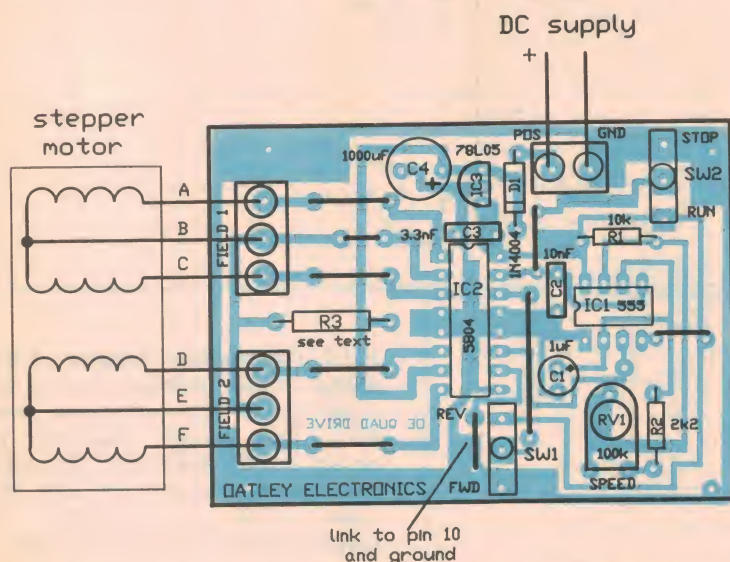 DC supply
+
stepper
motor
POS
GND
STOP
SW2
RUN
1000uF
C4
+
78L05
IC3
D1
1N4004
10k
R1
A
B
C
FIELD 1
3.3nF
C3
10nF
C2
IC2
5804
IC1 555
R3
see text
1uF
C1
+
D
E
F
FIELD 2
OE QUAD DRIVE
REV
FWD
SW1
RV1
100k
SPEED
R2
2k2
OATLEY ELECTRONICS
link to pin 10
and ground